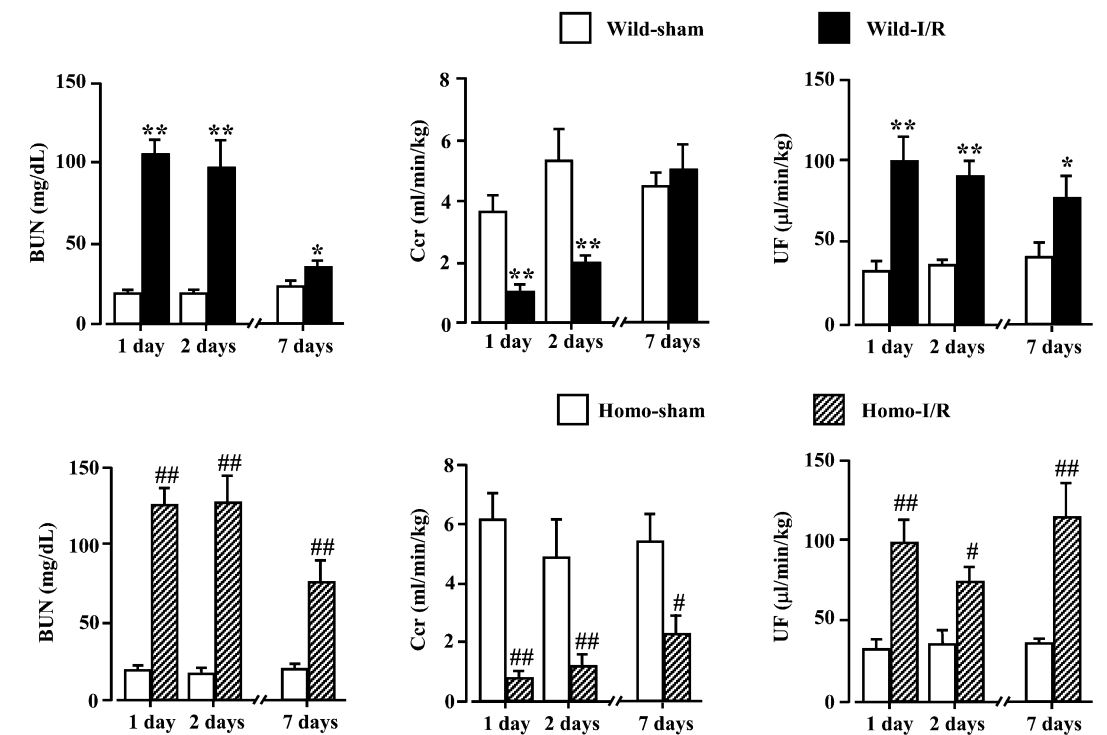 Wild-sham Wild-I/R
BUN (mg/dL)
150
100
50
0
** ** *
1 day 2 days 7 days
Ccr (ml/min/kg)
8
6
4
2
0
** **
1 day 2 days 7 days
UF (μl/min/kg)
150
100
50
0
** ** *
1 day 2 days 7 days
Homo-sham Homo-I/R
BUN (mg/dL)
150
100
50
0
## ## ##
1 day 2 days 7 days
Ccr (ml/min/kg)
8
6
4
2
0
## ## #
1 day 2 days 7 days
UF (μl/min/kg)
150
100
50
0
## # ##
1 day 2 days 7 days